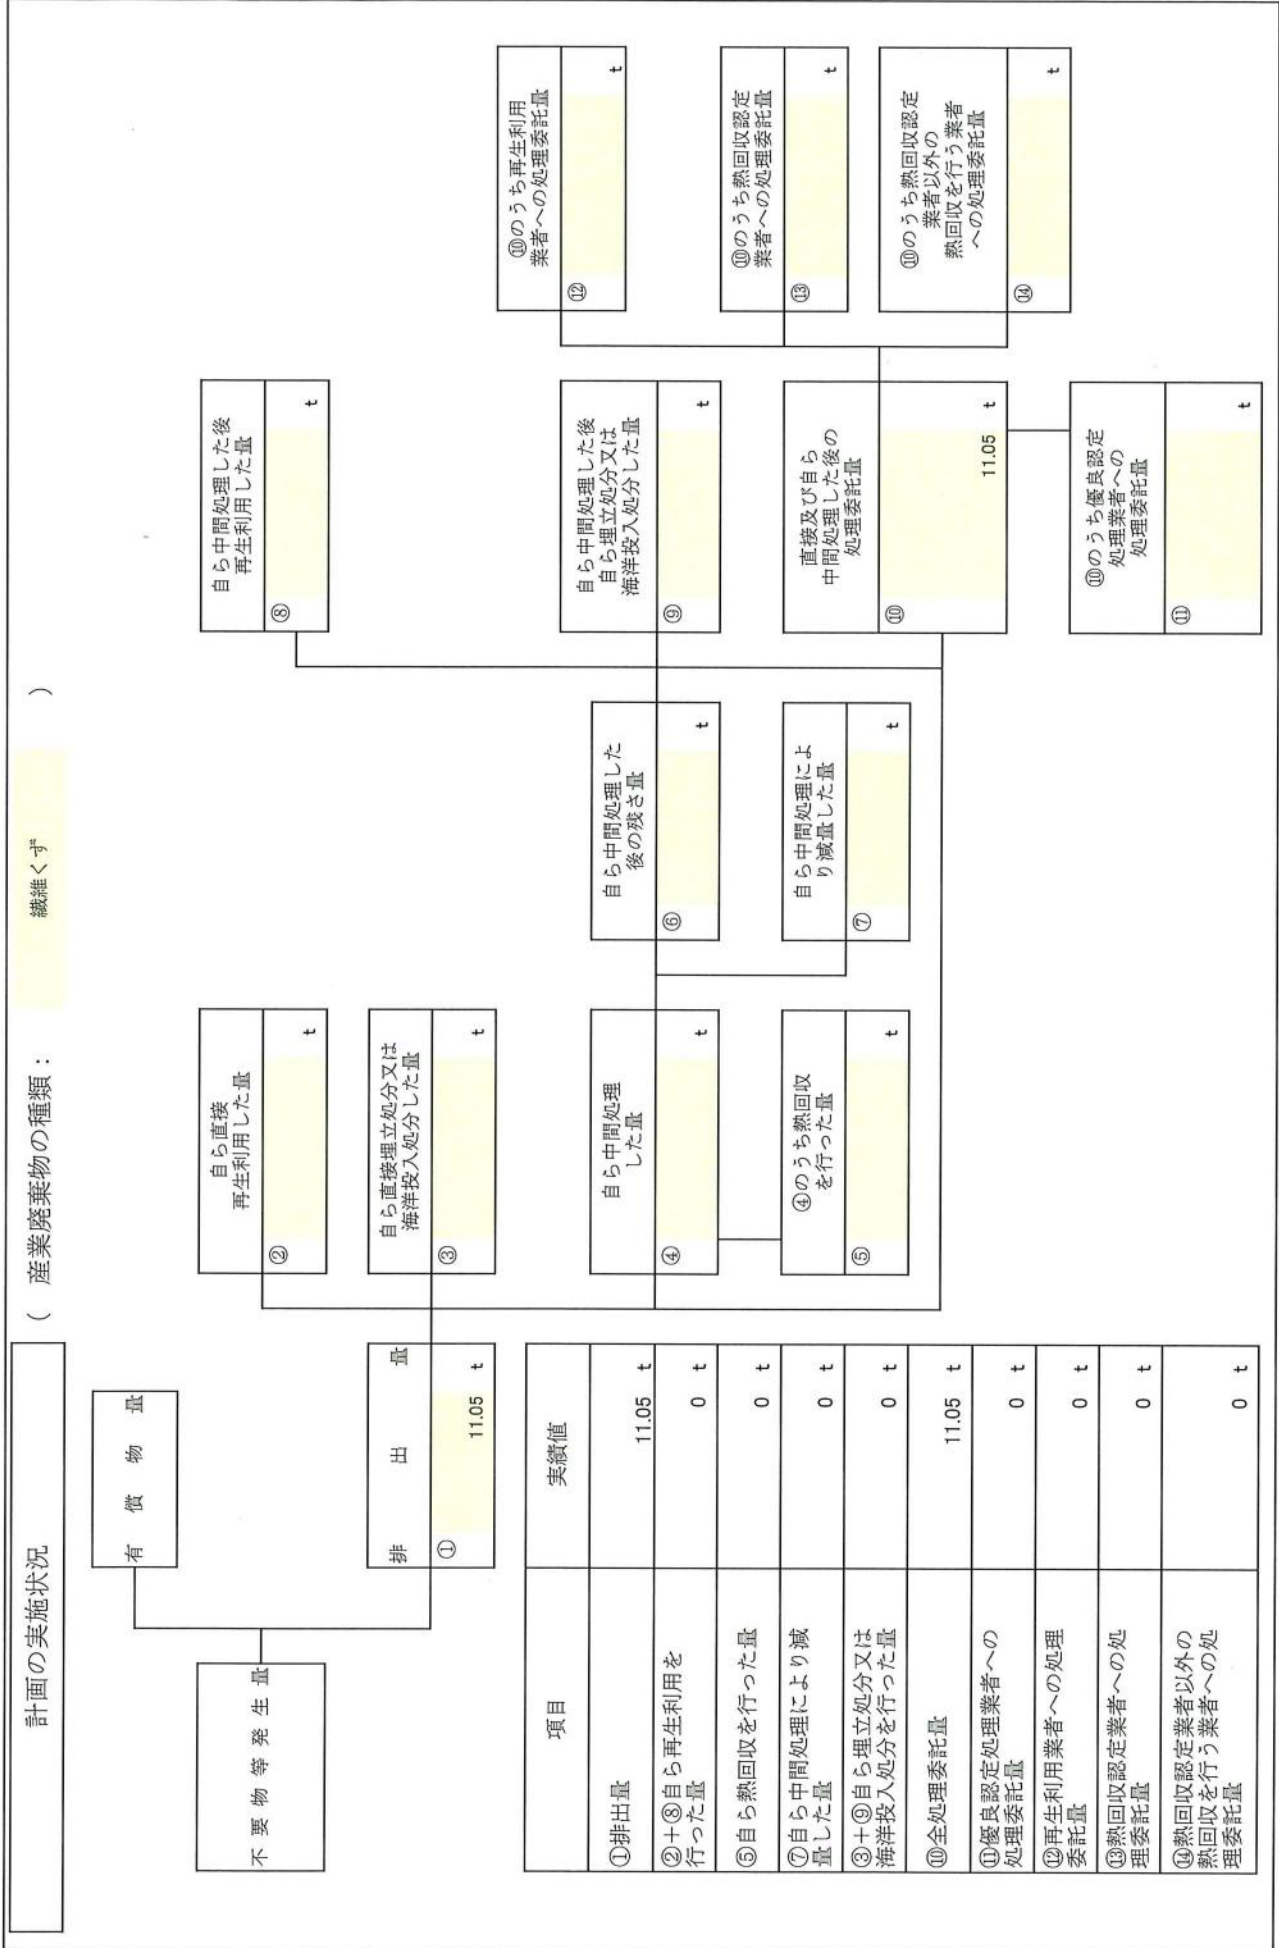 計画の実施状況
( 産業廃棄物の種類: 繊維くず )
不要物等発生量
有償物量
排出量
① 11.05 t
自ら直接
再生利用した量
② t
自ら直接埋立処分又は
海洋投入処分した量
③ t
自ら中間処理
した量
④ t
④のうち熱回収
を行った量
⑤ t
自ら中間処理した
後の残さ量
⑥ t
自ら中間処理によ
り減量した量
⑦ t
自ら中間処理した後
再生利用した量
⑧ t
自ら中間処理した後
自ら埋立処分又は
海洋投入処分した量
⑨ t
直接及び自ら
中間処理した後の
処理委託量
⑩ 11.05 t
⑩のうち優良認定
処理業者への
処理委託量
⑪ t
⑩のうち再生利用
業者への処理委託量
⑫ t
⑩のうち熱回収認定
業者への処理委託量
⑬ t
⑩のうち熱回収認定
業者以外の
熱回収を行う業者
への処理委託量
⑭ t
項目 実績値
①排出量 11.05 t
②+⑧自ら再生利用を
行った量 0 t
⑤自ら熱回収を行った量 0 t
⑦自ら中間処理により減
量した量 0 t
③+⑨自ら埋立処分又は
海洋投入処分を行った量 0 t
⑩全処理委託量 11.05 t
⑪優良認定処理業者への
処理委託量 0 t
⑫再生利用業者への処理
委託量 0 t
⑬熱回収認定業者への処
理委託量 0 t
⑭熱回収認定業者以外の
熱回収を行う業者への処
理委託量 0 t